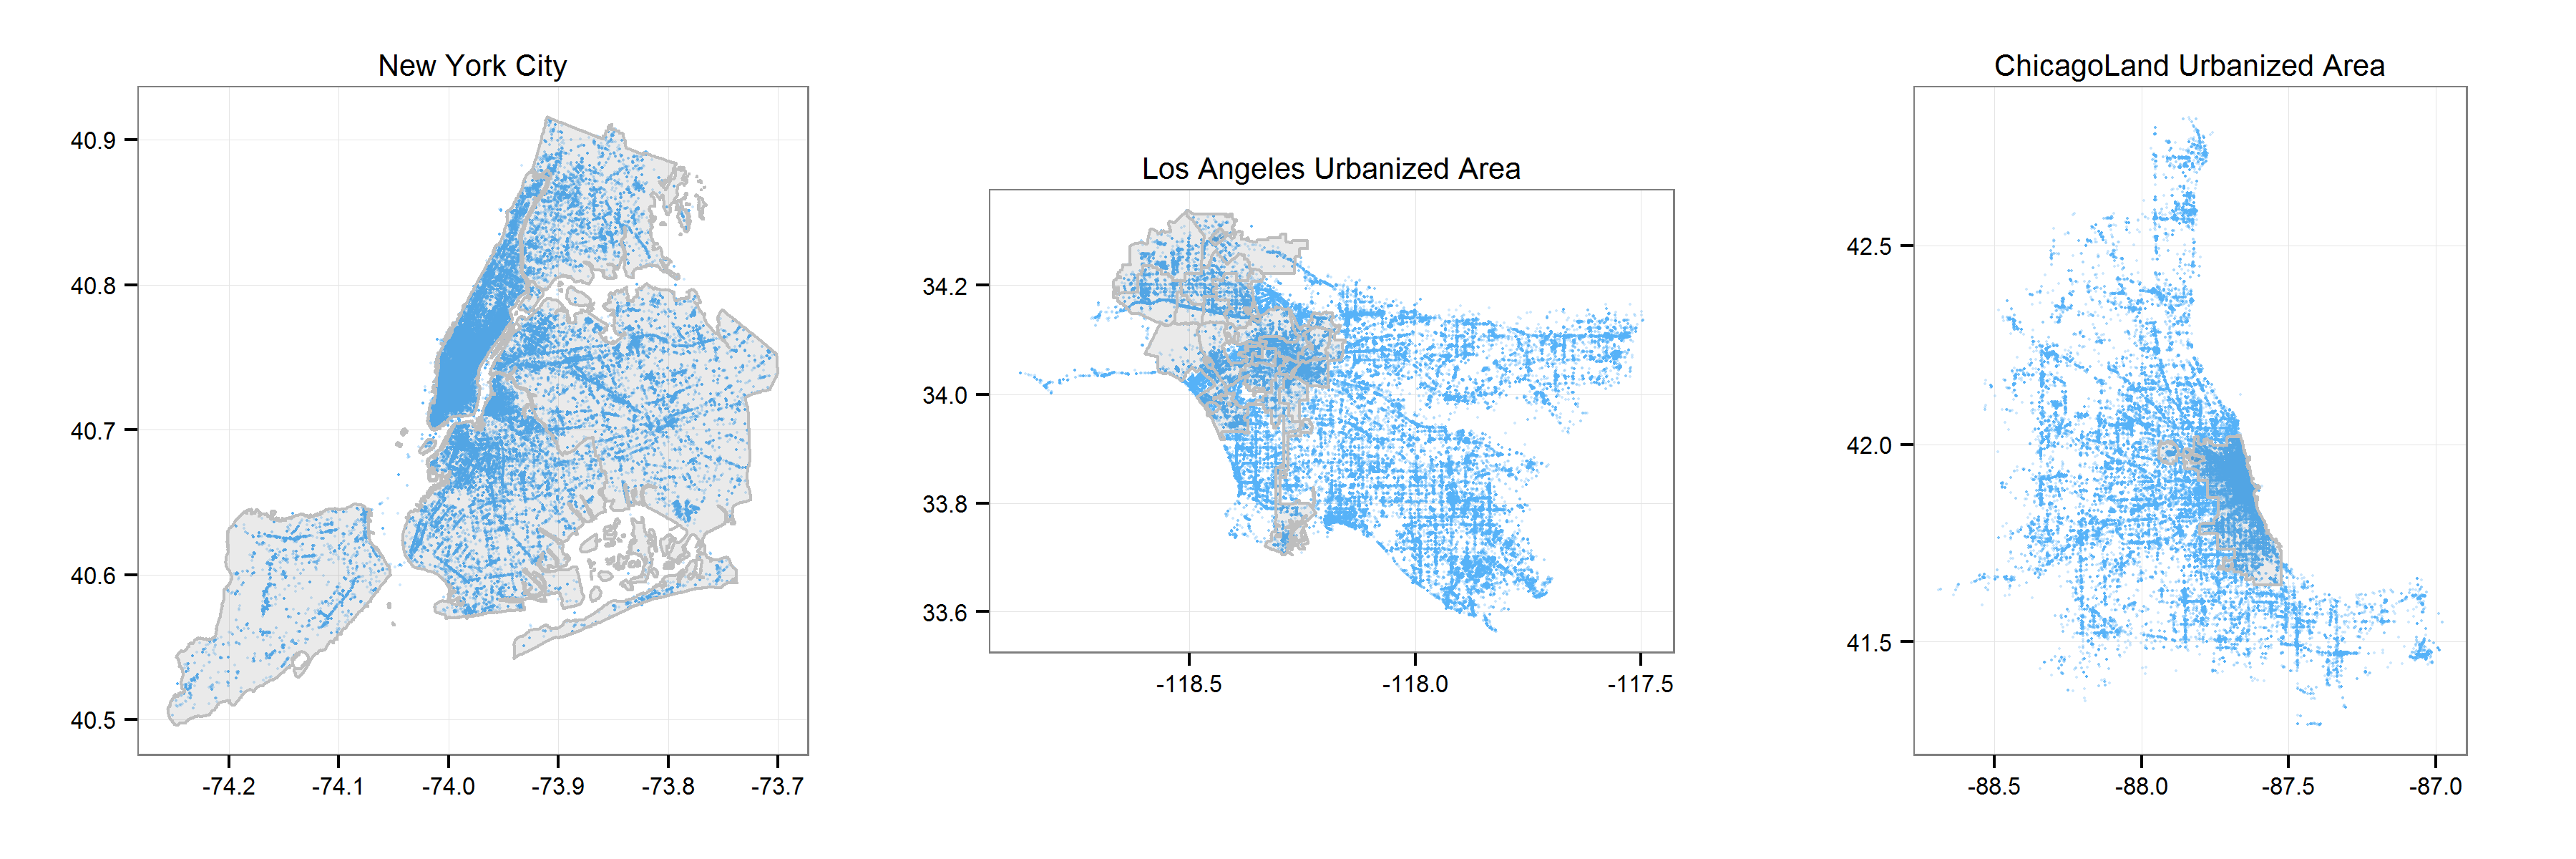 New York City
40.9
40.8
40.7
40.6
40.5
-74.2 -74.1 -74.0 -73.9 -73.8 -73.7
Los Angeles Urbanized Area
34.2
34.0
33.8
33.6
-118.5 -118.0 -117.5
ChicagoLand Urbanized Area
42.5
42.0
41.5
-88.5 -88.0 -87.5 -87.0